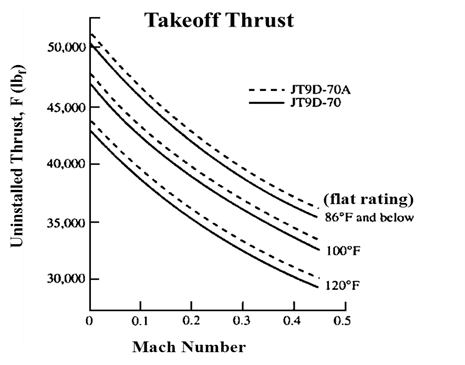 Takeoff Thrust
Uninstalled Thrust, F (lbf)
50,000
45,000
40,000
35,000
30,000
JT9D-70A
JT9D-70
(flat rating)
86°F and below
100°F
120°F
0 0.1 0.2 0.3 0.4 0.5
Mach Number